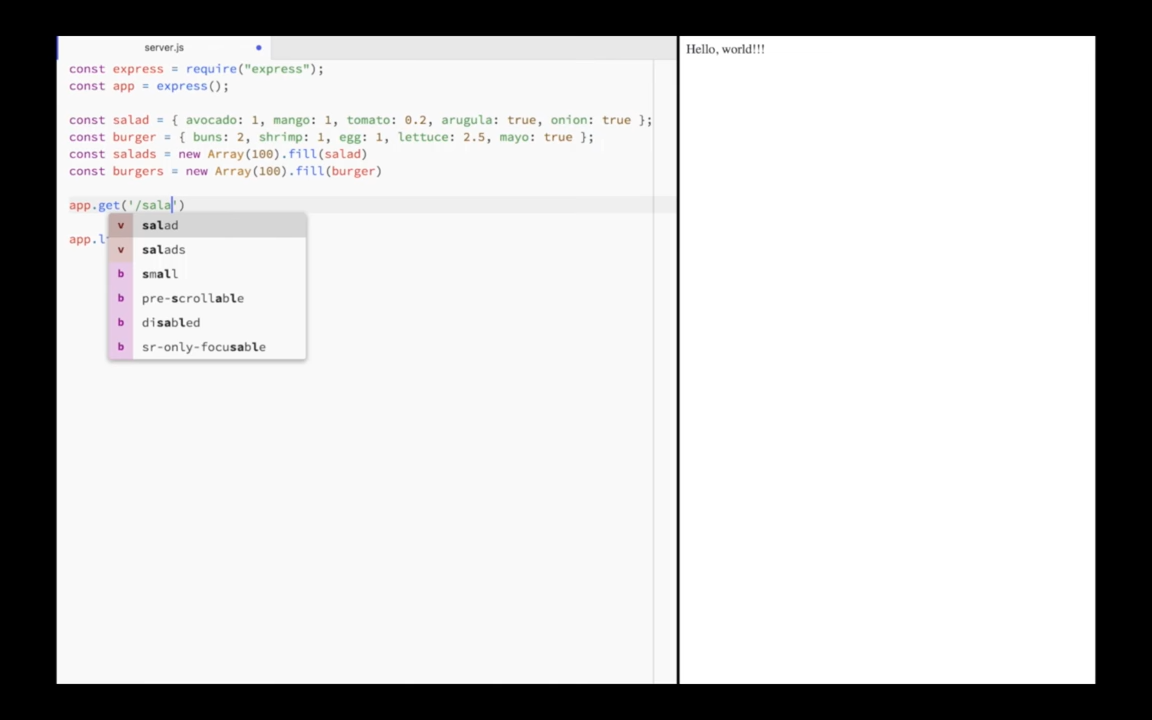 server.js
const express = require("express");
const app = express();
const salad = { avocado: 1, mango: 1, tomato: 0.2, arugula: true, onion: true };
const burger = { buns: 2, shrimp: 1, egg: 1, lettuce: 2.5, mayo: true };
const salads = new Array(100).fill(salad)
const burgers = new Array(100).fill(burger)
app.get('/sala')
v salad
app.l
v salads
b small
b pre-scrollable
b disabled
b sr-only-focusable
Hello, world!!!